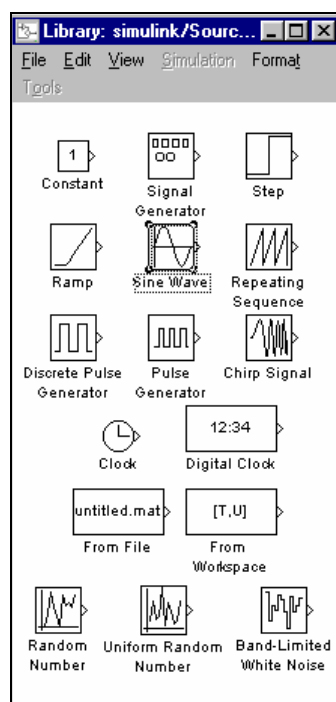 Library: simulink/Sourc...
File Edit View Simulation Format
Tools
1
Constant
Signal
Generator
Step
Ramp
Sine Wave
Repeating
Sequence
Discrete Pulse
Generator
Pulse
Generator
Chirp Signal
Clock
12:34
Digital Clock
untitled.mat
From File
[T,U]
From
Workspace
Random
Number
Uniform Random
Number
Band-Limited
White Noise